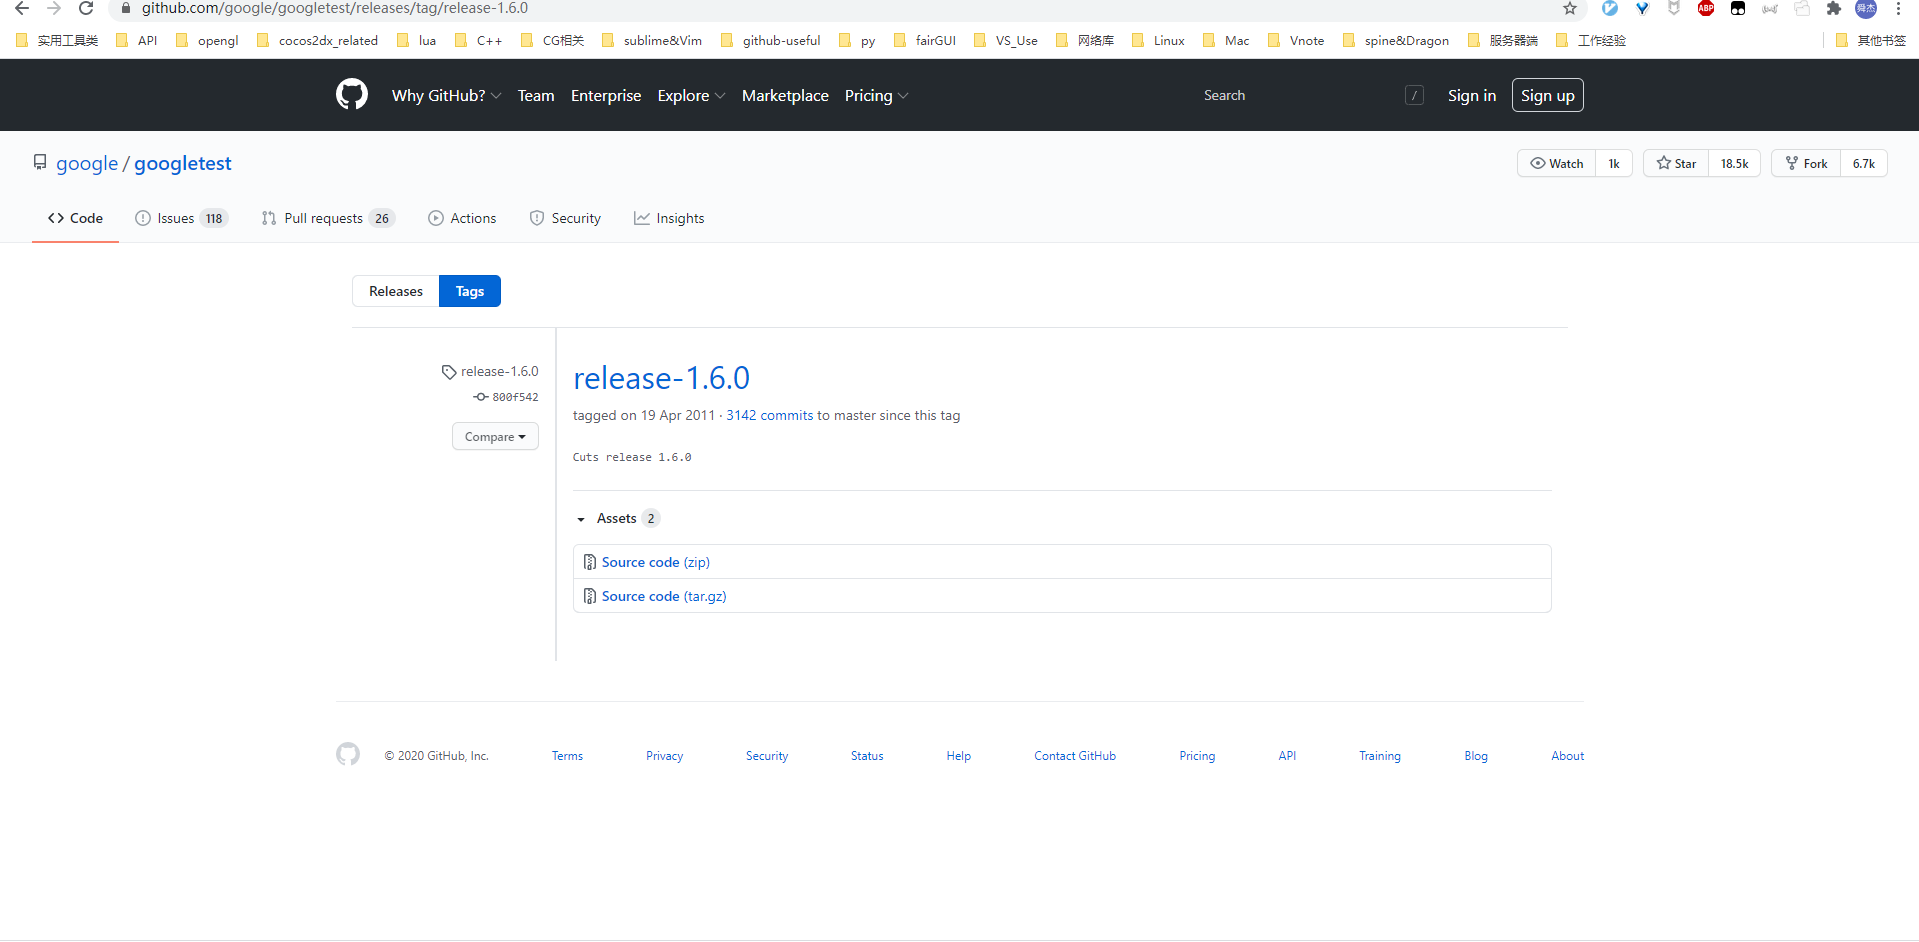 github.com/google/googletest/releases/tag/release-1.6.0
ABP
舜杰
实用工具类 API opengl cocos2dx_related lua C++ CG相关 sublime&Vim github-useful py fairGUI VS_Use 网络库 Linux Mac Vnote spine&Dragon 服务器端 工作经验 其他书签
Why GitHub? Team Enterprise Explore Marketplace Pricing Search / Sign in Sign up
google / googletest Watch 1k Star 18.5k Fork 6.7k
Code Issues 118 Pull requests 26 Actions Security Insights
Releases Tags
release-1.6.0
800f542
Compare
release-1.6.0
tagged on 19 Apr 2011 · 3142 commits to master since this tag
Cuts release 1.6.0
Assets 2
Source code (zip)
Source code (tar.gz)
© 2020 GitHub, Inc. Terms Privacy Security Status Help Contact GitHub Pricing API Training Blog About